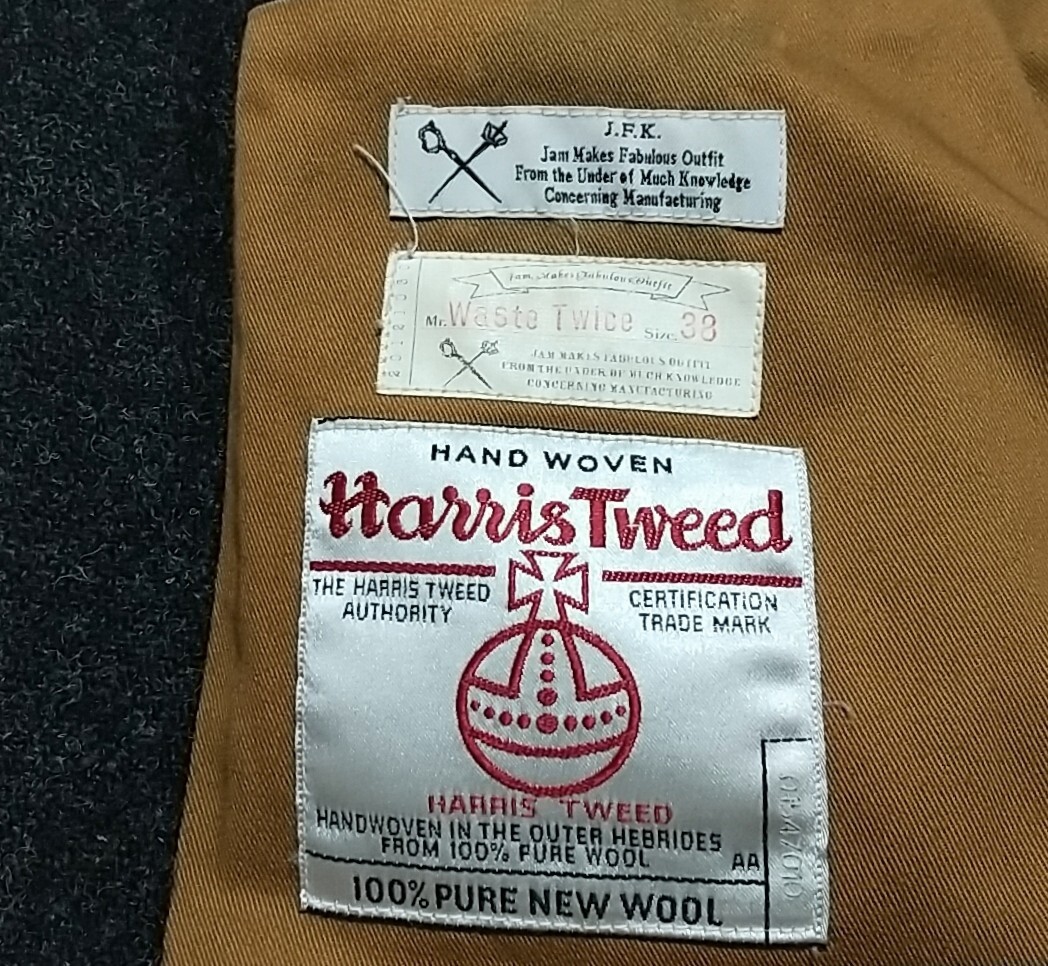 J.F.K.
Jam Makes Fabulous Outfit
From the Under of Much Knowledge
Concerning Manufacturing
Jam Makes Fabulous Outfit
Mr. Waste Twice Size. 38
JAM MAKES FABULOUS OUTFIT
FROM THE UNDER OF MUCH KNOWLEDGE
CONCERNING MANUFACTURING
HAND WOVEN
Harris Tweed
THE HARRIS TWEED
AUTHORITY
CERTIFICATION
TRADE MARK
HARRIS TWEED
HANDWOVEN IN THE OUTER HEBRIDES
FROM 100% PURE WOOL
AA
100% PURE NEW WOOL